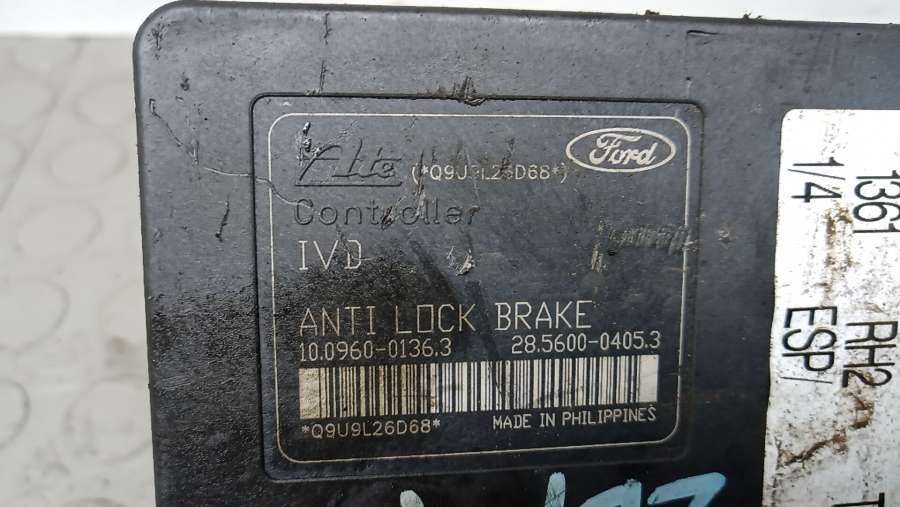 Ate (*Q9U9L26D68*) Ford
Controller
IVD
ANTI LOCK BRAKE
10.0960-0136.3 28.5600-0405.3
*Q9U9L26D68* MADE IN PHILIPPINES
1361
1/4
RH2
ESP/